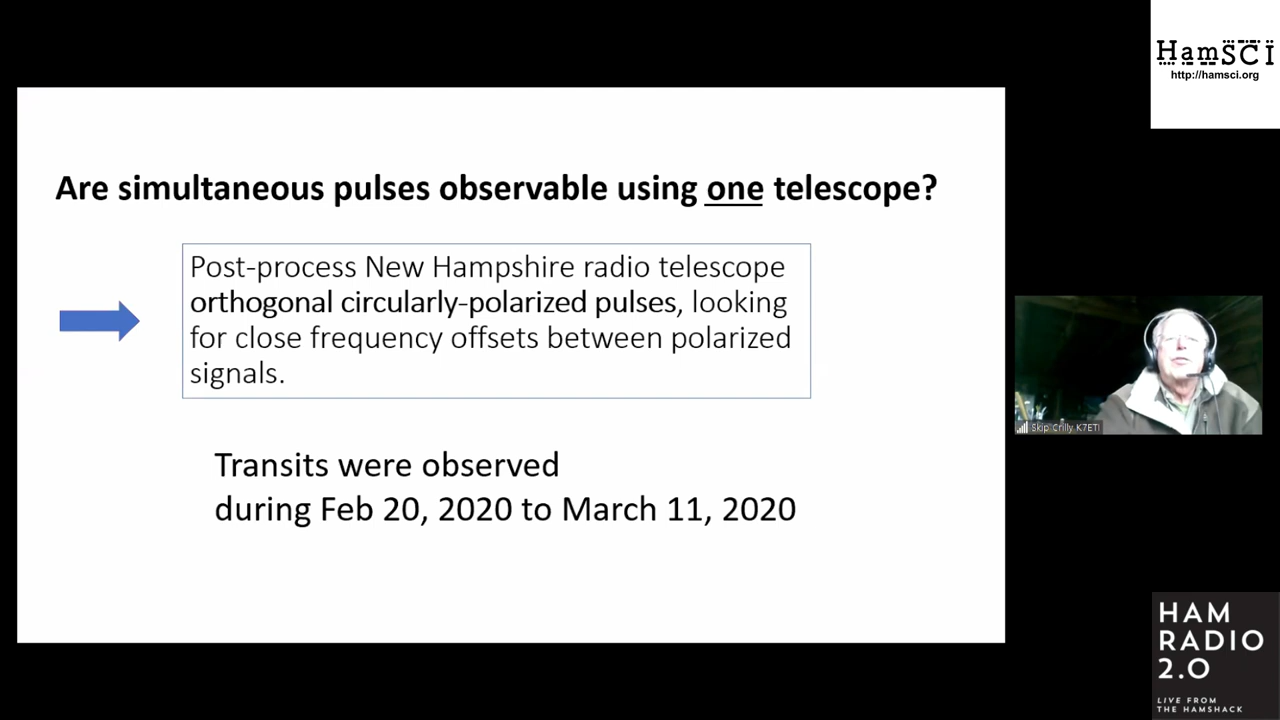 HamSCI
http://hamsci.org
Are simultaneous pulses observable using one telescope?
Post-process New Hampshire radio telescope
orthogonal circularly-polarized pulses, looking
for close frequency offsets between polarized
signals.
Transits were observed
during Feb 20, 2020 to March 11, 2020
Skip Crilly K7ETI
HAM
RADIO
2.0
LIVE FROM
THE HAMSHACK